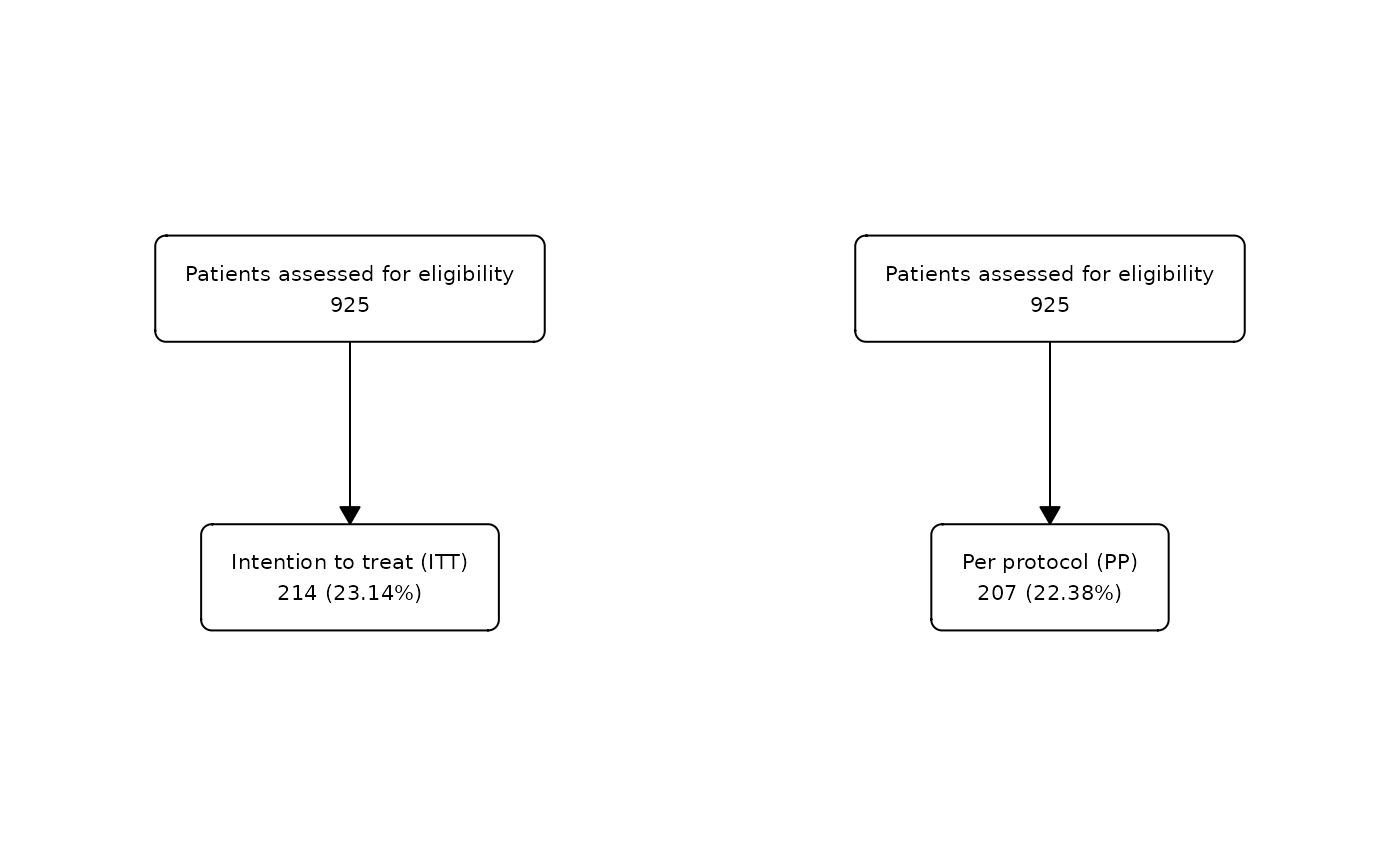 Patients assessed for eligibility
925
Intention to treat (ITT)
214 (23.14%)
Patients assessed for eligibility
925
Per protocol (PP)
207 (22.38%)